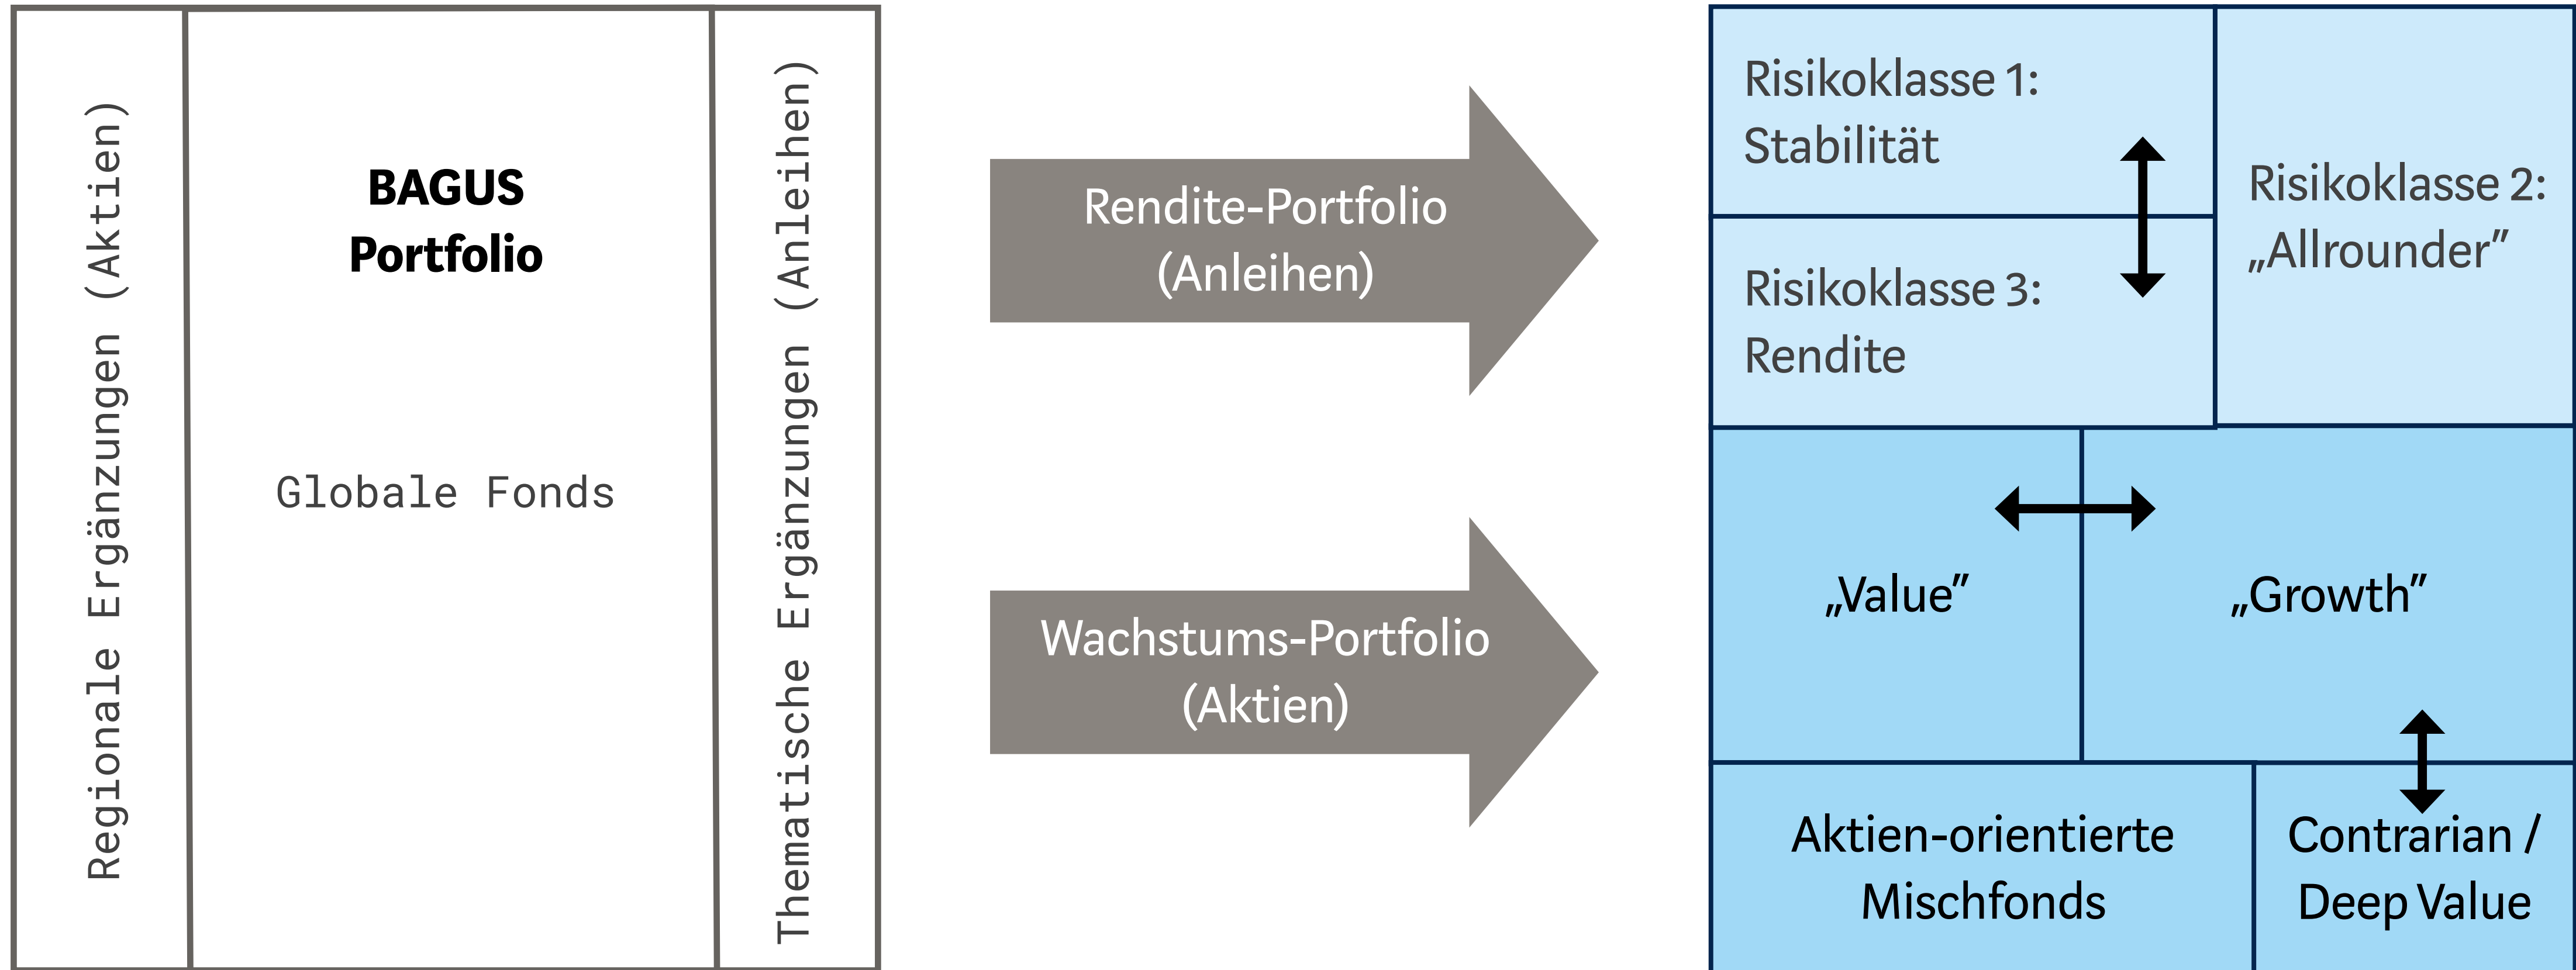 Regionale Ergänzungen (Aktien)
BAGUS
Portfolio
Globale Fonds
Thematische Ergänzungen (Anleihen)
Rendite-Portfolio
(Anleihen)
Wachstums-Portfolio
(Aktien)
Risikoklasse 1:
Stabilität
Risikoklasse 3:
Rendite
Risikoklasse 2:
„Allrounder”
„Value”
„Growth”
Aktien-orientierte
Mischfonds
Contrarian /
Deep Value